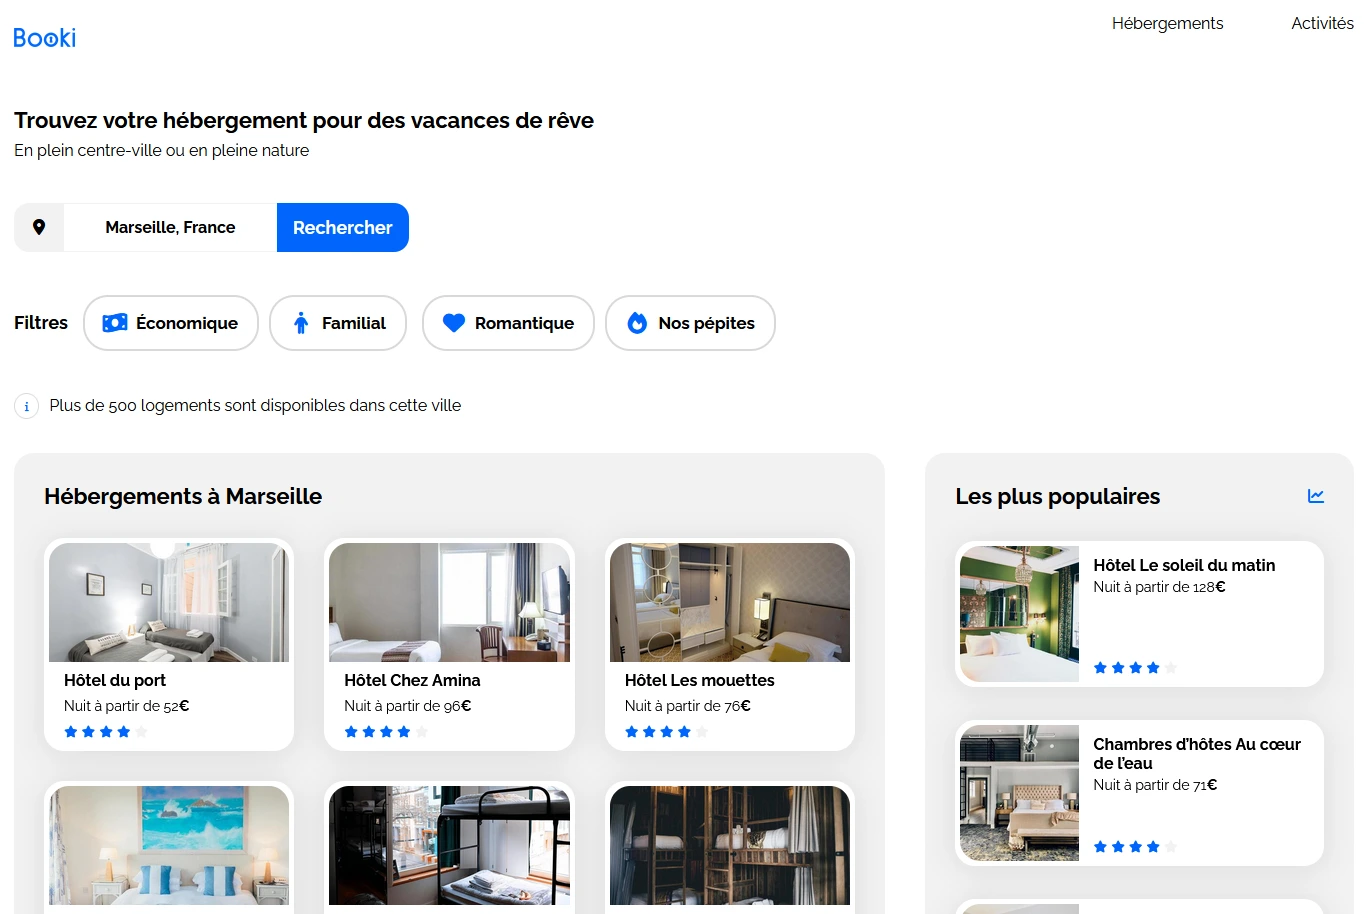 Booki
Hébergements
Activités
Trouvez votre hébergement pour des vacances de rêve
En plein centre-ville ou en pleine nature
Marseille, France
Rechercher
Filtres
Économique
Familial
Romantique
Nos pépites
i
Plus de 500 logements sont disponibles dans cette ville
Hébergements à Marseille
Hôtel du port
Nuit à partir de 52€
Hôtel Chez Amina
Nuit à partir de 96€
Hôtel Les mouettes
Nuit à partir de 76€
Les plus populaires
Hôtel Le soleil du matin
Nuit à partir de 128€
Chambres d’hôtes Au cœur
de l’eau
Nuit à partir de 71€